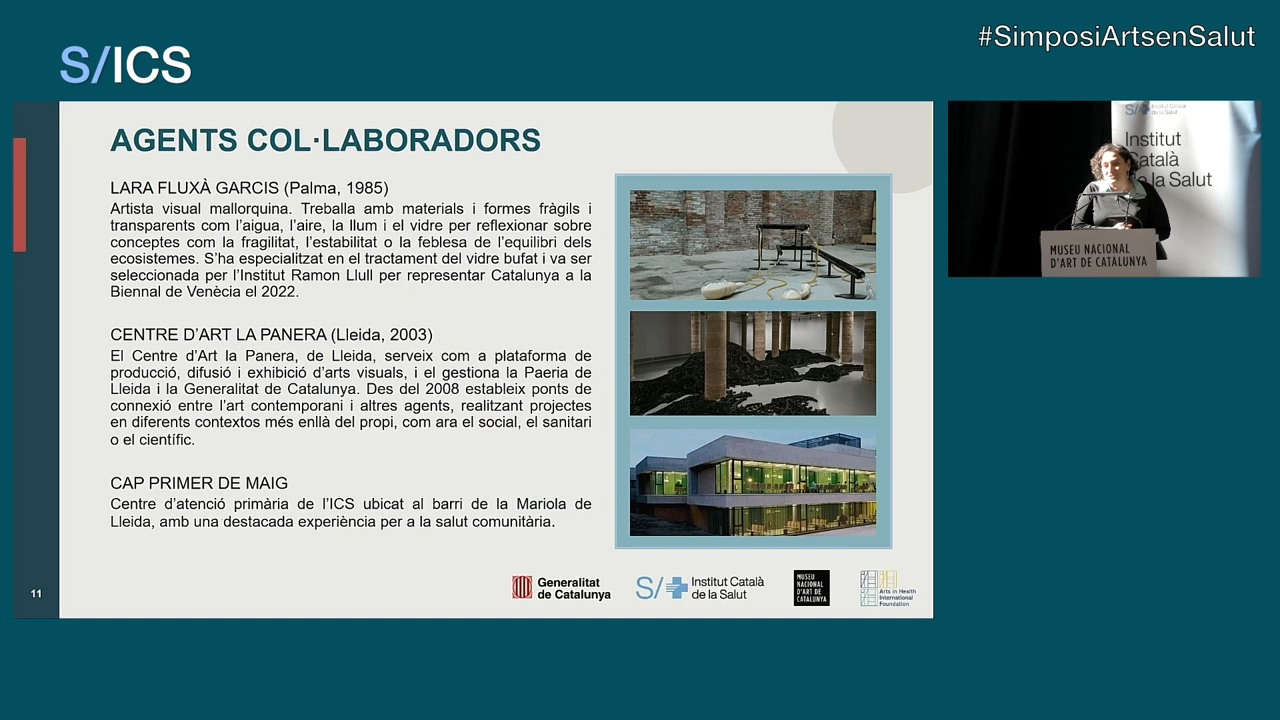 #SimposiArtsenSalut
S/ICS
AGENTS COL·LABORADORS
LARA FLUXÀ GARCIS (Palma, 1985)
Artista visual mallorquina. Treballa amb materials i formes fràgils i
transparents com l'aigua, l'aire, la llum i el vidre per reflexionar sobre
conceptes com la fragilitat, l'estabilitat o la feblesa de l'equilibri dels
ecosistemes. S'ha especialitzat en el tractament del vidre bufat i va ser
seleccionada per l'Institut Ramon Llull per representar Catalunya a la
Biennal de Venècia el 2022.
CENTRE D'ART LA PANERA (Lleida, 2003)
El Centre d'Art la Panera, de Lleida, serveix com a plataforma de
producció, difusió i exhibició d'arts visuals, i el gestiona la Paeria de
Lleida i la Generalitat de Catalunya. Des del 2008 estableix ponts de
connexió entre l'art contemporani i altres agents, realitzant projectes
en diferents contextos més enllà del propi, com ara el social, el sanitari
o el científic.
CAP PRIMER DE MAIG
Centre d'atenció primària de l'ICS ubicat al barri de la Mariola de
Lleida, amb una destacada experiència per a la salut comunitària.
11
Generalitat
de Catalunya
S/
Institut Català
de la Salut
MUSEU
NACIONAL
D'ART DE
CATALUNYA
Arts in Health
International
Foundation
S/
Institut Català
de la Salut
Institut
Català
de la Salut
MUSEU NACIONAL
D'ART DE CATALUNYA